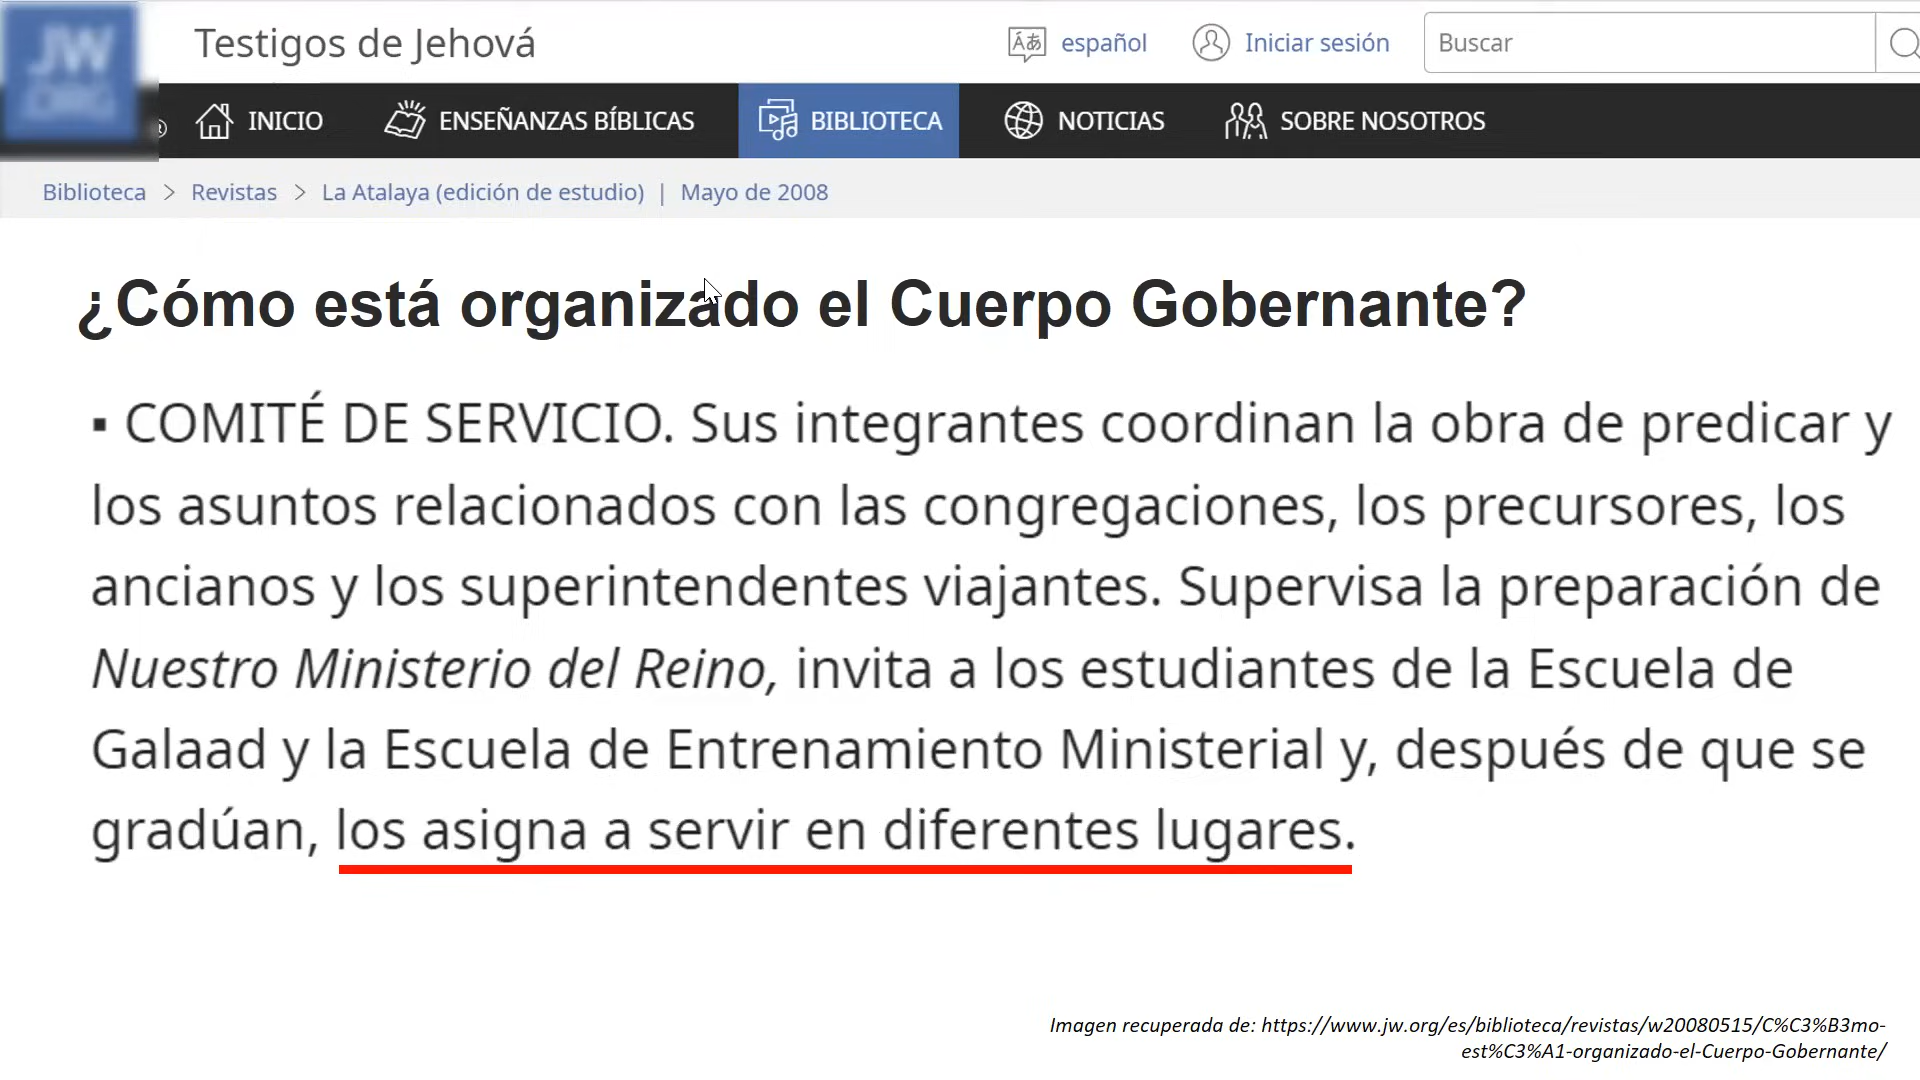 JW
.ORG
®
Testigos de Jehová
español
Iniciar sesión
Buscar
INICIO
ENSEÑANZAS BÍBLICAS
BIBLIOTECA
NOTICIAS
SOBRE NOSOTROS
Biblioteca > Revistas > La Atalaya (edición de estudio) | Mayo de 2008
¿Cómo está organizado el Cuerpo Gobernante?
▪ COMITÉ DE SERVICIO. Sus integrantes coordinan la obra de predicar y
los asuntos relacionados con las congregaciones, los precursores, los
ancianos y los superintendentes viajantes. Supervisa la preparación de
Nuestro Ministerio del Reino, invita a los estudiantes de la Escuela de
Galaad y la Escuela de Entrenamiento Ministerial y, después de que se
gradúan, los asigna a servir en diferentes lugares.
Imagen recuperada de: https://www.jw.org/es/biblioteca/revistas/w20080515/C%C3%B3mo-
est%C3%A1-organizado-el-Cuerpo-Gobernante/